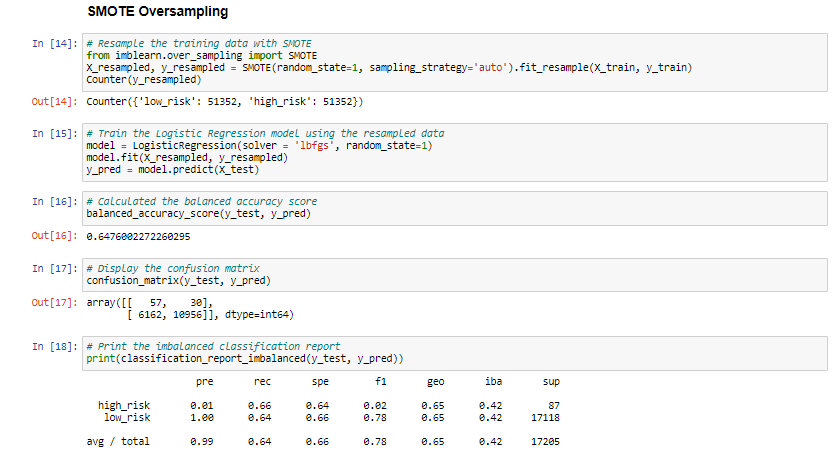 SMOTE Oversampling
In [14]: # Resample the training data with SMOTE
from imblearn.over_sampling import SMOTE
X_resampled, y_resampled = SMOTE(random_state=1, sampling_strategy='auto').fit_resample(X_train, y_train)
Counter(y_resampled)
Out[14]: Counter({'low_risk': 51352, 'high_risk': 51352})
In [15]: # Train the Logistic Regression model using the resampled data
model = LogisticRegression(solver = 'lbfgs', random_state=1)
model.fit(X_resampled, y_resampled)
y_pred = model.predict(X_test)
In [16]: # Calculated the balanced accuracy score
balanced_accuracy_score(y_test, y_pred)
Out[16]: 0.6476002272260295
In [17]: # Display the confusion matrix
confusion_matrix(y_test, y_pred)
Out[17]: array([[ 57, 30],
[ 6162, 10956]], dtype=int64)
In [18]: # Print the imbalanced classification report
print(classification_report_imbalanced(y_test, y_pred))
pre rec spe f1 geo iba sup
high_risk 0.01 0.66 0.64 0.02 0.65 0.42 87
low_risk 1.00 0.64 0.66 0.78 0.65 0.42 17118
avg / total 0.99 0.64 0.66 0.78 0.65 0.42 17205